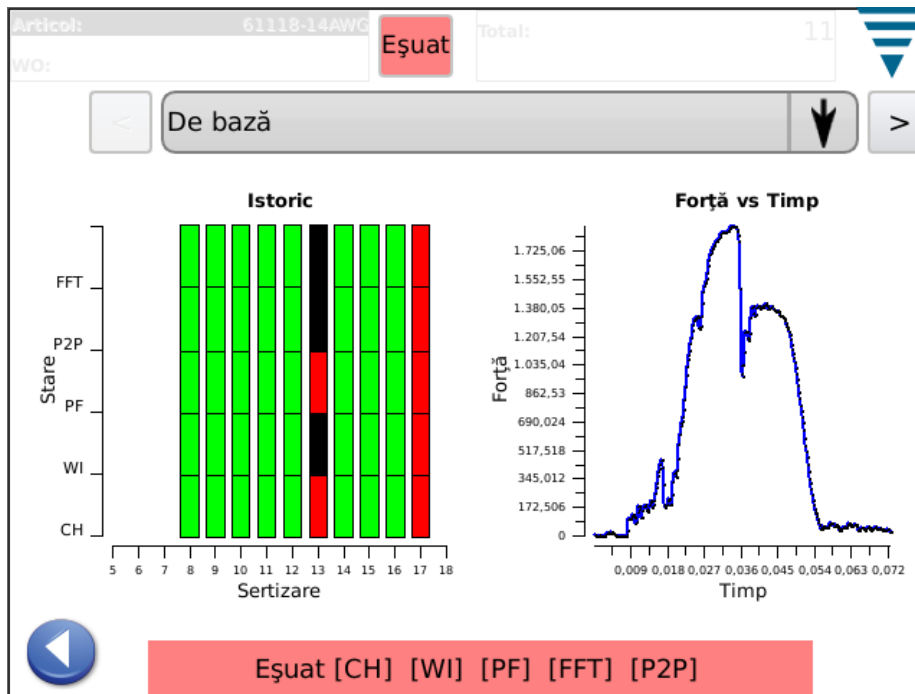 Articol: 61118-14AWG
WO:
Eşuat
Total: 11
<
De bază
>
Istoric
Stare
FFT
P2P
PF
WI
CH
5 6 7 8 9 10 11 12 13 14 15 16 17 18
Sertizare
Forţă vs Timp
Forţă
1.725,06
1.552,55
1.380,05
1.207,54
1.035,04
862,53
690,024
517,518
345,012
172,506
0
0,009 0,018 0,027 0,036 0,045 0,054 0,063 0,072
Timp
Eşuat [CH] [WI] [PF] [FFT] [P2P]